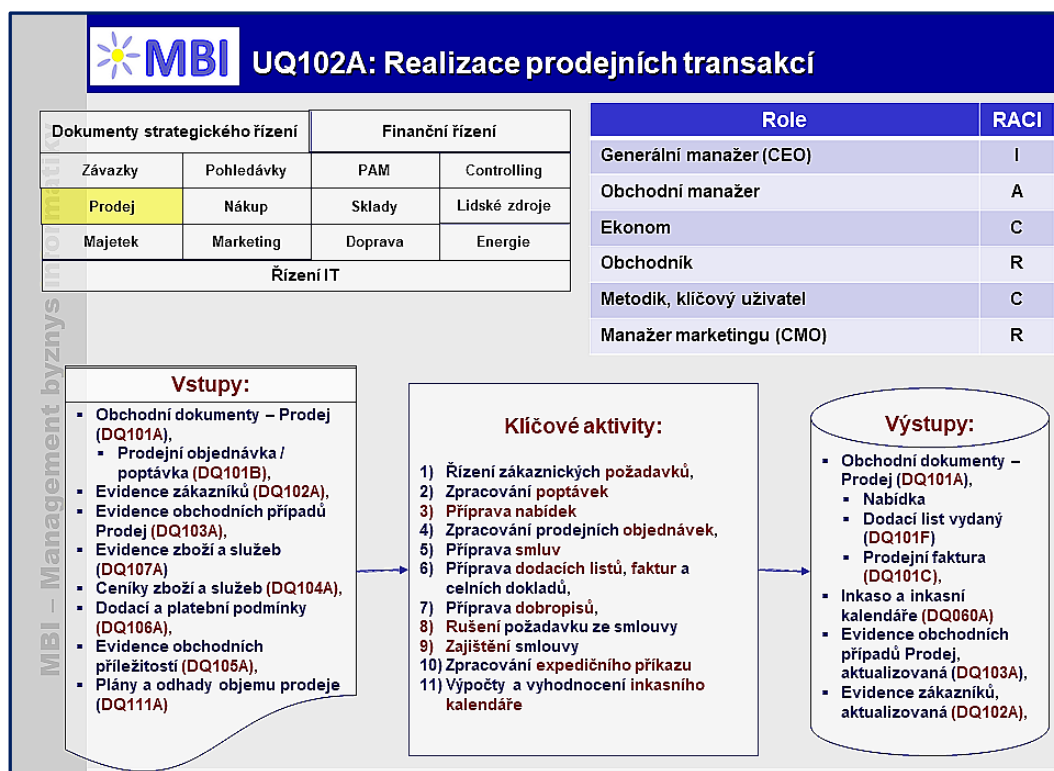 MBI
UQ102A: Realizace prodejních transakcí
MBI – Management byznys informatiky
Dokumenty strategického řízení Finanční řízení
Závazky Pohledávky PAM Controlling
Prodej Nákup Sklady Lidské zdroje
Majetek Marketing Doprava Energie
Řízení IT
Role RACI
Generální manažer (CEO) I
Obchodní manažer A
Ekonom C
Obchodník R
Metodik, klíčový uživatel C
Manažer marketingu (CMO) R
Vstupy:
▪ Obchodní dokumenty – Prodej
(DQ101A),
▪ Prodejní objednávka /
poptávka (DQ101B),
▪ Evidence zákazníků (DQ102A),
▪ Evidence obchodních případů
Prodej (DQ103A),
▪ Evidence zboží a služeb
(DQ107A)
▪ Ceníky zboží a služeb (DQ104A),
▪ Dodací a platební podmínky
(DQ106A),
▪ Evidence obchodních
příležitostí (DQ105A),
▪ Plány a odhady objemu prodeje
(DQ111A)
Klíčové aktivity:
1) Řízení zákaznických požadavků,
2) Zpracování poptávek
3) Příprava nabídek
4) Zpracování prodejních objednávek,
5) Příprava smluv
6) Příprava dodacích listů, faktur a
celních dokladů,
7) Příprava dobropisů,
8) Rušení požadavku ze smlouvy
9) Zajištění smlouvy
10) Zpracování expedičního příkazu
11) Výpočty a vyhodnocení inkasního
kalendáře
Výstupy:
▪ Obchodní dokumenty –
Prodej (DQ101A),
▪ Nabídka
▪ Dodací list vydaný
(DQ101F)
▪ Prodejní faktura
(DQ101C),
▪ Inkaso a inkasní
kalendáře (DQ060A)
▪ Evidence obchodních
případů Prodej,
aktualizovaná (DQ103A),
▪ Evidence zákazníků,
aktualizovaná (DQ102A),